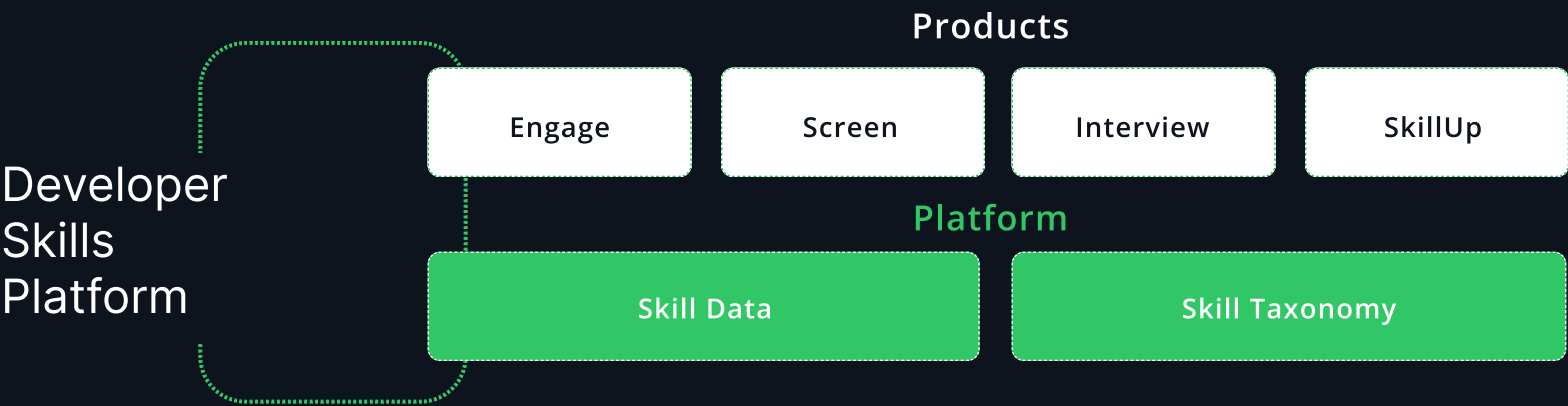 Developer
Skills
Platform
Products
Engage
Screen
Interview
SkillUp
Platform
Skill Data
Skill Taxonomy